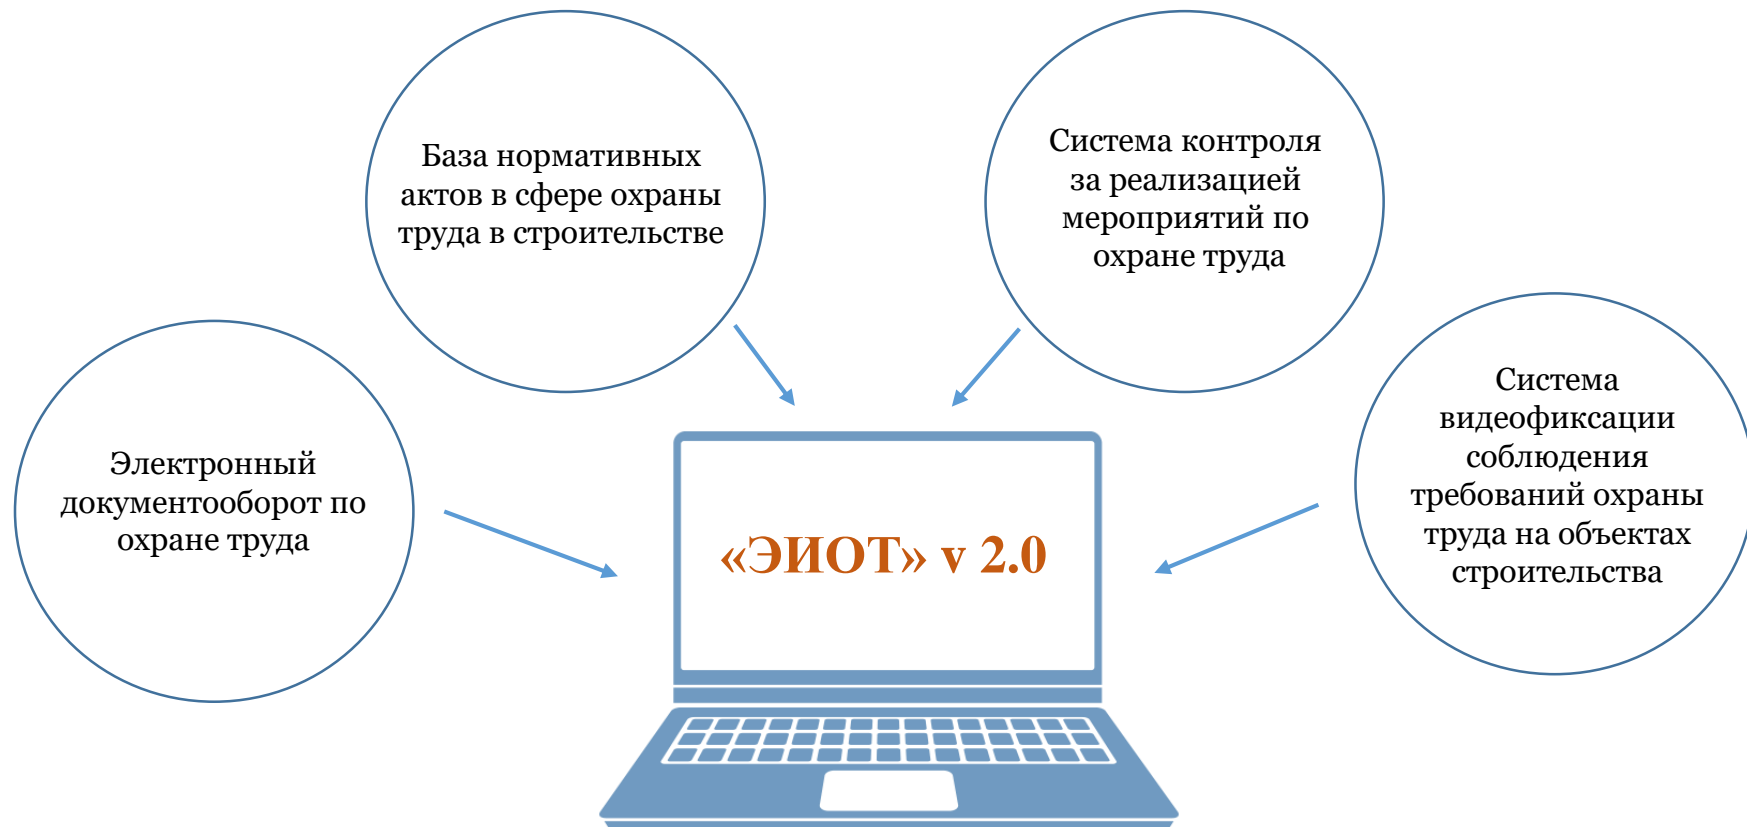 База нормативных
актов в сфере охраны
труда в строительстве
Система контроля
за реализацией
мероприятий по
охране труда
Электронный
документооборот по
охране труда
Система
видеофиксации
соблюдения
требований охраны
труда на объектах
строительства
«ЭИОТ» v 2.0